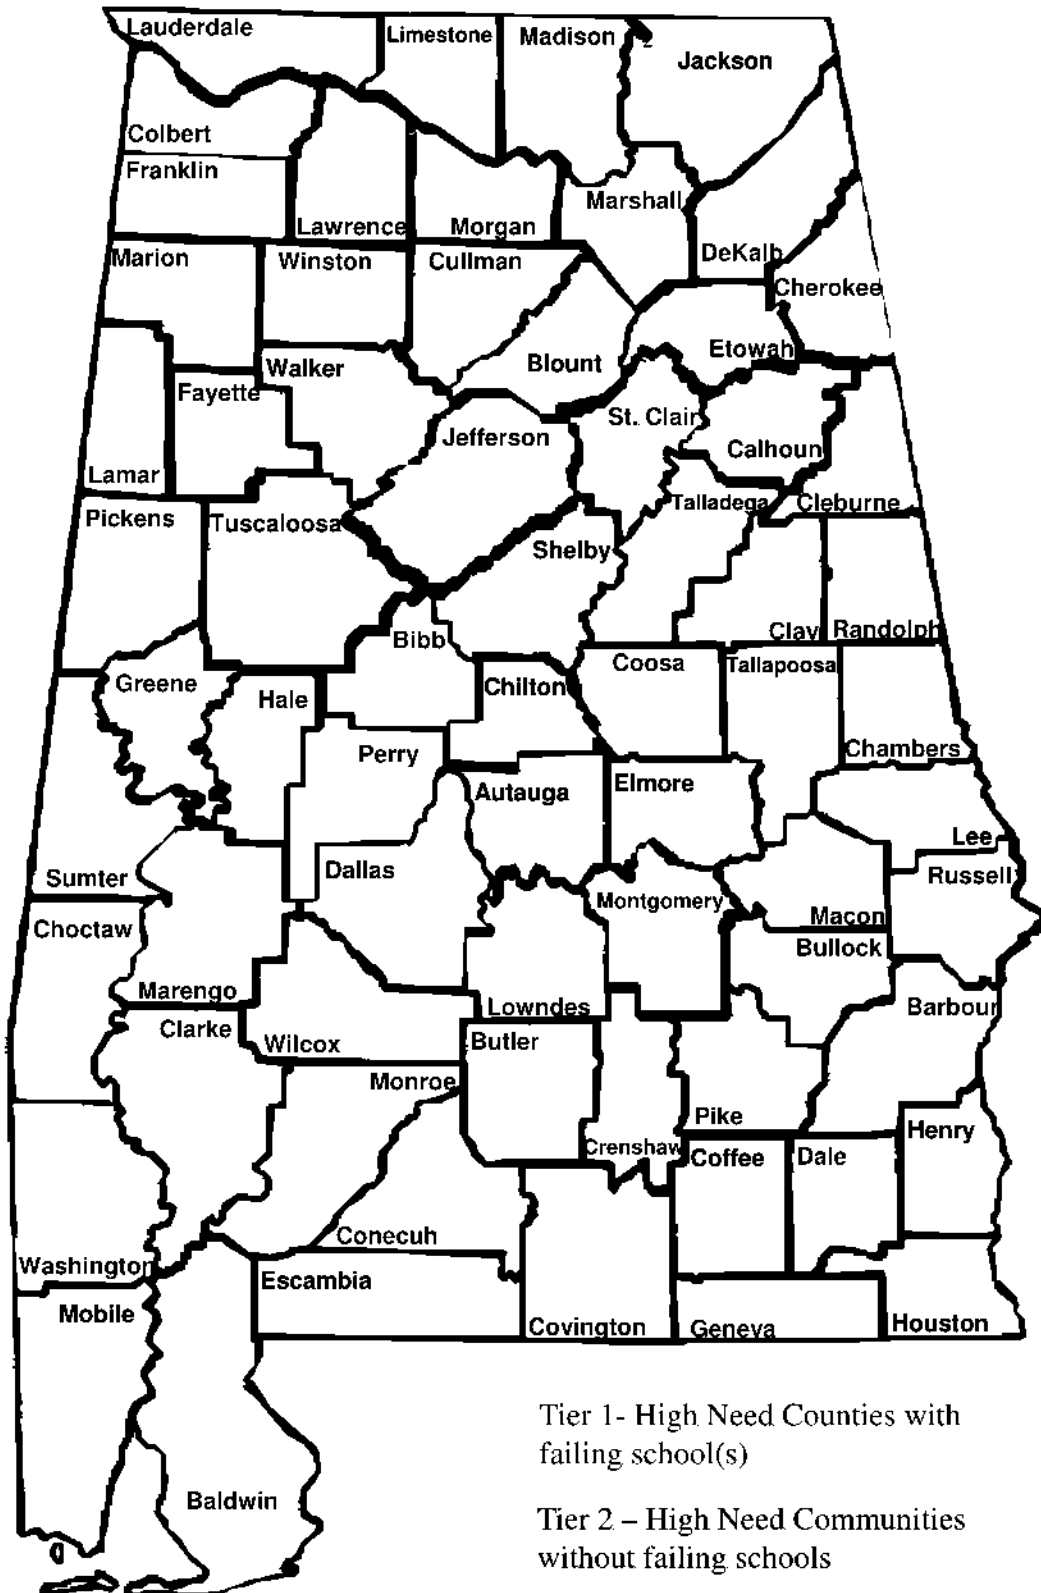 Lauderdale
Limestone
Madison
2
Jackson
Colbert
Franklin
Lawrence
Morgan
Marshall
DeKalb
Cherokee
Marion
Winston
Cullman
Blount
Etowah
Walker
Fayette
Lamar
Jefferson
St. Clair
Calhoun
Talladega
Cleburne
Pickens
Tuscaloosa
Shelby
Bibb
Clay
Randolph
Greene
Hale
Chilton
Coosa
Tallapoosa
Perry
Chambers
Autauga
Elmore
Lee
Sumter
Dallas
Russell
Choctaw
Montgomery
Macon
Bullock
Marengo
Lowndes
Barbour
Clarke
Wilcox
Butler
Monroe
Pike
Crenshaw
Coffee
Dale
Henry
Conecuh
Washington
Escambia
Mobile
Covington
Geneva
Houston
Baldwin
Tier 1- High Need Counties with
failing school(s)
Tier 2 – High Need Communities
without failing schools